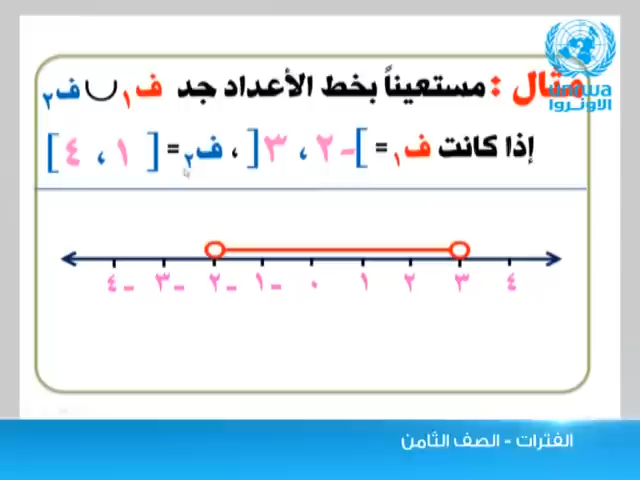 unrwa
الأونروا
مثال : مستعيناً بخط الأعداد جد ف١ ∪ ف٢
إذا كانت ف١ = ]-٢ ، ٣[ ، ف٢ = [١ ، ٤]
-٤ -٣ -٢ -١ ٠ ١ ٢ ٣ ٤
الفترات - الصف الثامن